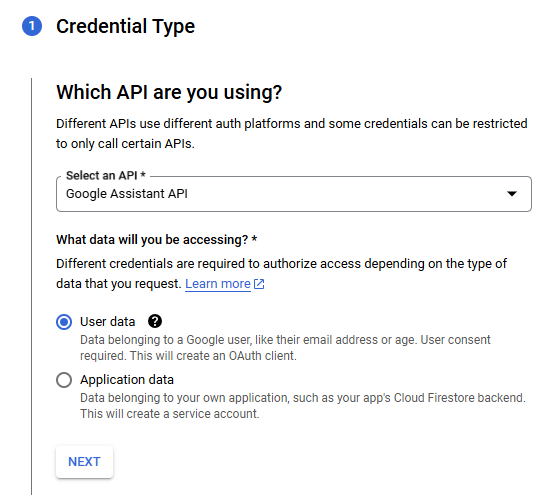 1 Credential Type
Which API are you using?
Different APIs use different auth platforms and some credentials can be restricted
to only call certain APIs.
Select an API *
Google Assistant API
What data will you be accessing? *
Different credentials are required to authorize access depending on the type of
data that you request. Learn more
User data ?
Data belonging to a Google user, like their email address or age. User consent
required. This will create an OAuth client.
Application data
Data belonging to your own application, such as your app's Cloud Firestore backend.
This will create a service account.
NEXT